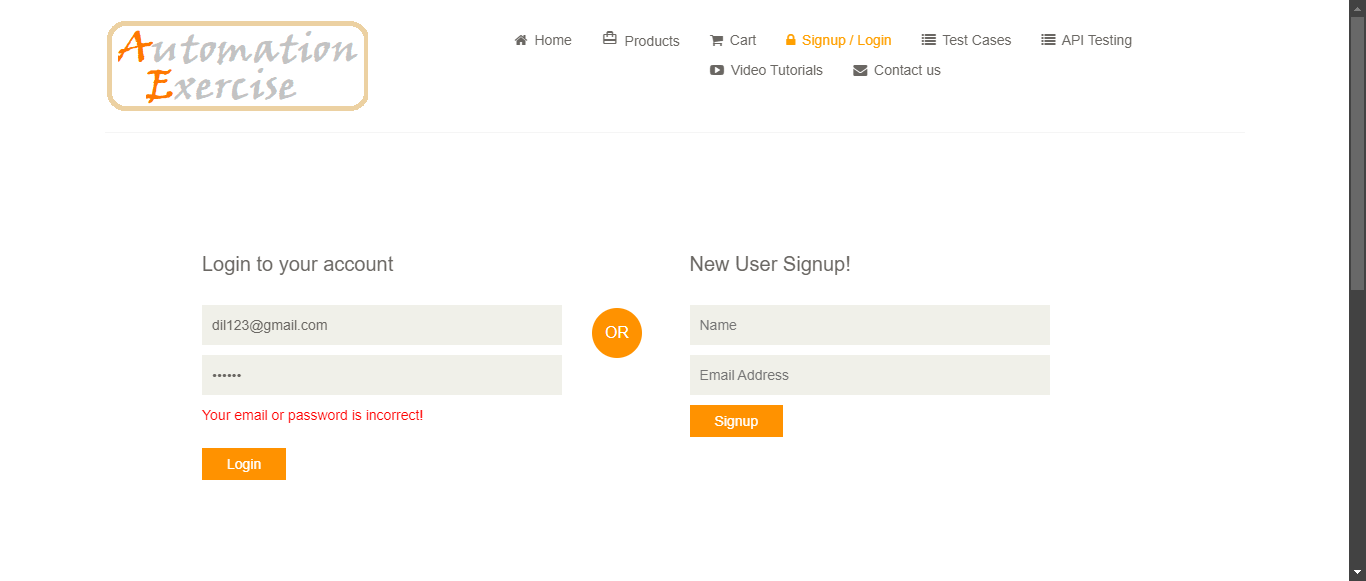 Automation
Exercise
Home Products Cart Signup / Login Test Cases API Testing
Video Tutorials Contact us
Login to your account
dil123@gmail.com
••••••
Your email or password is incorrect!
Login
OR
New User Signup!
Name
Email Address
Signup